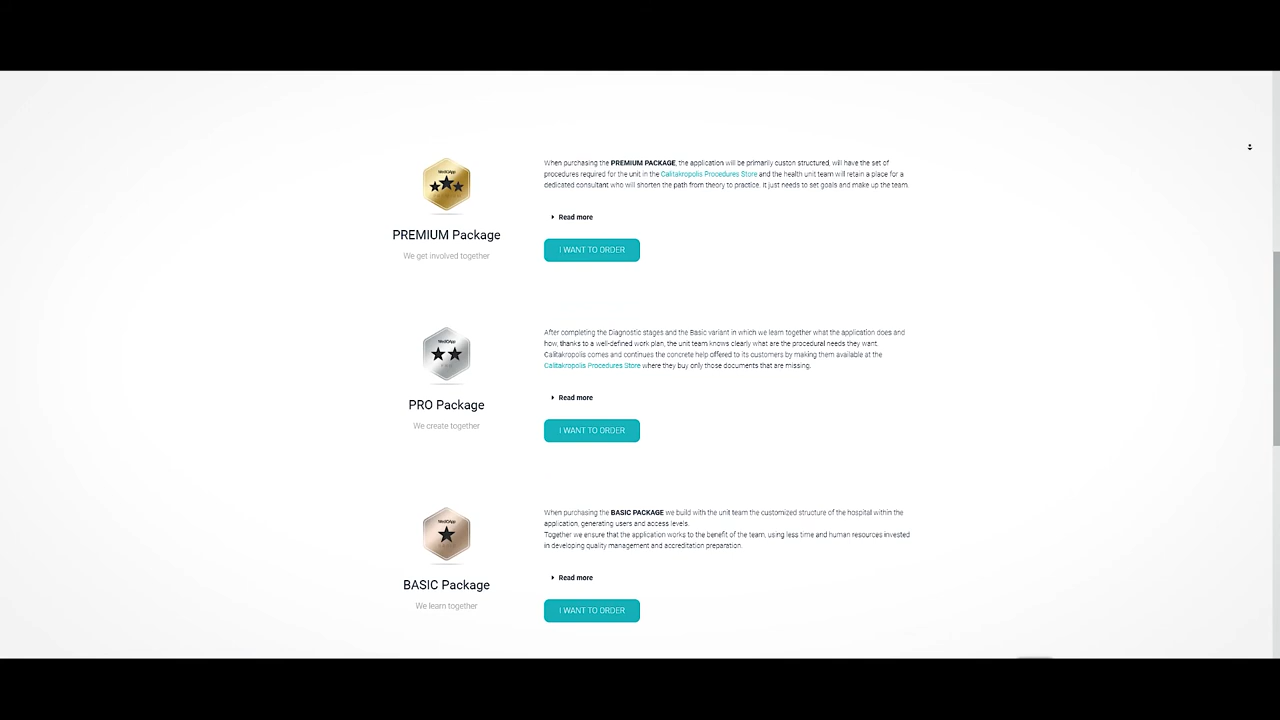 When purchasing the PREMIUM PACKAGE, the application will be primarily custon structured, will have the set of
procedures required for the unit in the Calitakropolis Procedures Store and the health unit team will retain a place for a
dedicated consultant who will shorten the path from theory to practice. It just needs to set goals and make up the team.
MedIQApp
Read more
PREMIUM Package
I WANT TO ORDER
We get involved together
After completing the Diagnostic stages and the Basic variant in which we learn together what the application does and
how, thanks to a well-defined work plan, the unit team knows clearly what are the procedural needs they want.
Calitakropolis comes and continues the concrete help offered to its customers by making them available at the
Calitakropolis Procedures Store where they buy only those documents that are missing.
MedIQApp
Read more
PRO Package
We create together
I WANT TO ORDER
When purchasing the BASIC PACKAGE we build with the unit team the customized structure of the hospital within the
application, generating users and access levels.
Together we ensure that the application works to the benefit of the team, using less time and human resources invested
in developing quality management and accreditation preparation.
MedIQApp
Read more
BASIC Package
We learn together
I WANT TO ORDER